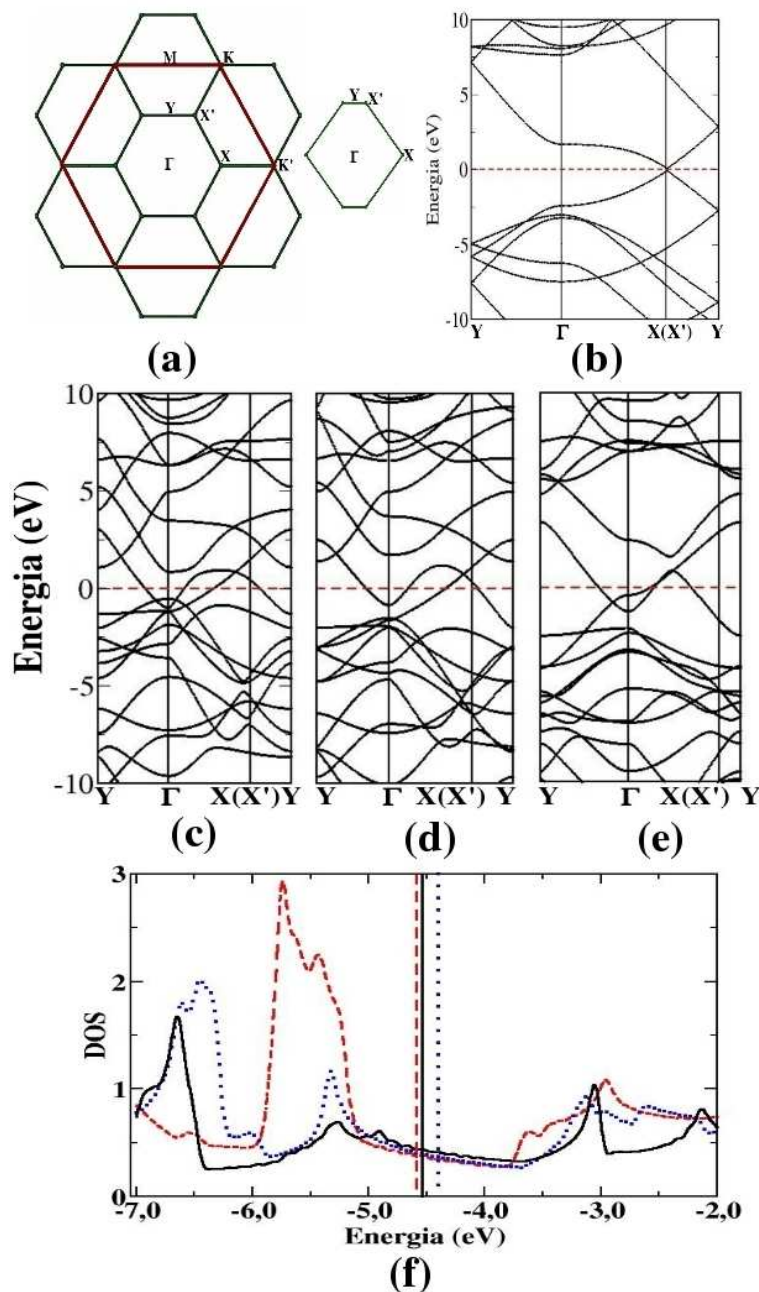 M K
Y X'
Γ X K'
(a)
Y X'
Γ X
Energia (eV)
10
5
0
-5
-10
Y Γ X(X') Y
(b)
Energia (eV)
10
5
0
-5
-10
Y Γ X(X') Y
(c)
Y Γ X(X') Y
(d)
Y Γ X(X') Y
(e)
DOS
3
2
1
0
-7,0 -6,0 -5,0 -4,0 -3,0 -2,0
Energia (eV)
(f)